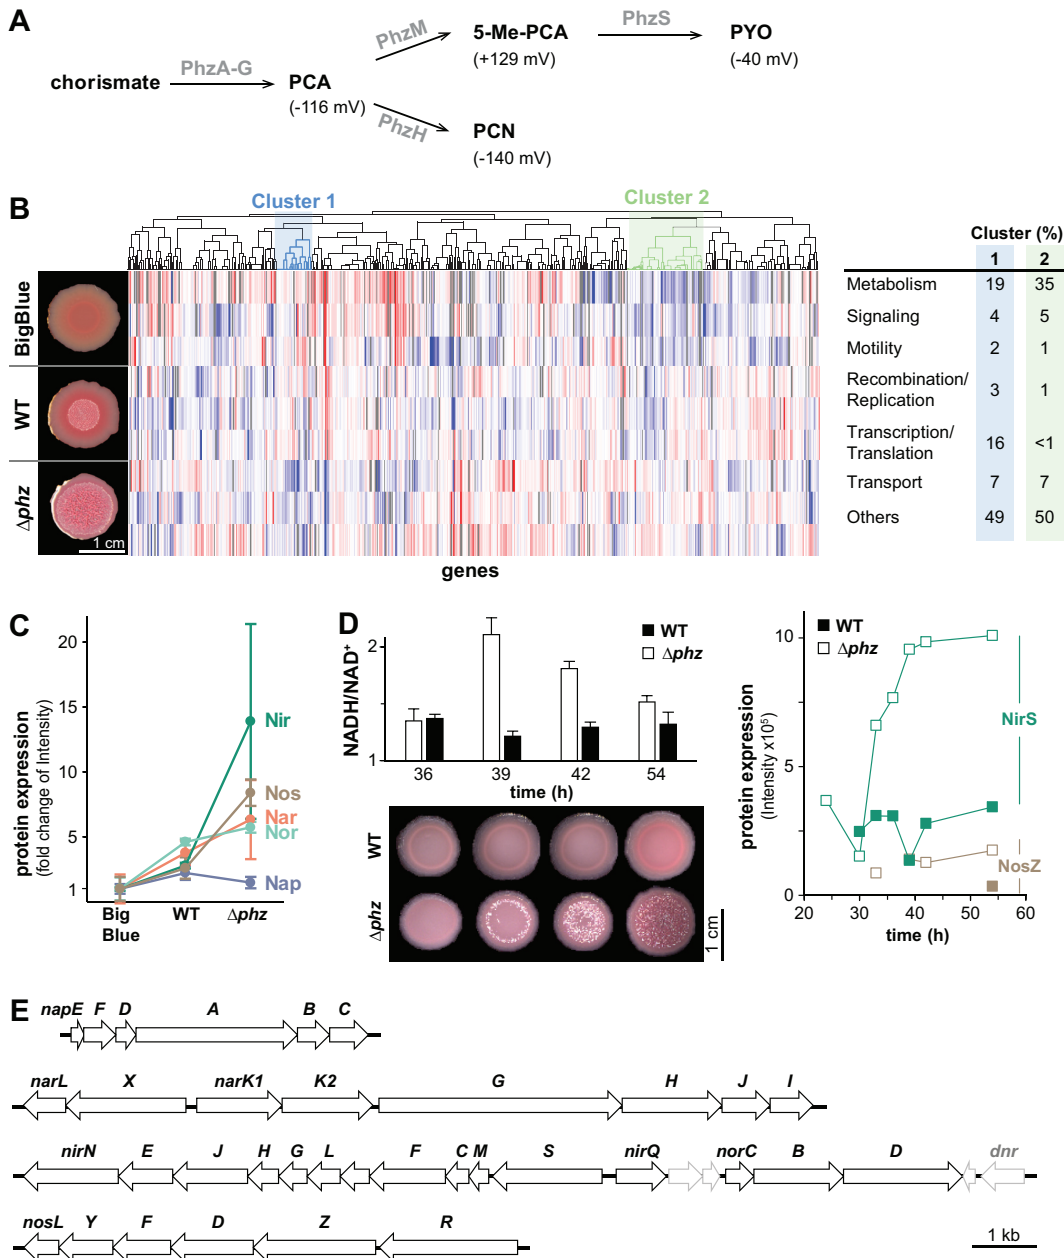 A
chorismate
PhzA-G
PCA
(-116 mV)
PhzM
5-Me-PCA
(+129 mV)
PhzS
PYO
(-40 mV)
PhzH
PCN
(-140 mV)
B
Cluster 1
Cluster 2
BigBlue
WT
Δphz
1 cm
genes
Cluster (%)
1 2
Metabolism 19 35
Signaling 4 5
Motility 2 1
Recombination/
Replication 3 1
Transcription/
Translation 16 <1
Transport 7 7
Others 49 50
C
protein expression
(fold change of Intensity)
20
15
10
5
1
Nir
Nos
Nar
Nor
Nap
Big
Blue
WT
Δphz
D
NADH/NAD+
2
1
WT
Δphz
36 39 42 54
time (h)
WT
Δphz
1 cm
protein expression
(Intensity x10⁵)
10
5
0
WT
Δphz
NirS
NosZ
20 30 40 50 60
time (h)
E
napE F D A B C
narL X narK1 K2 G H J I
nirN E J H G L F C M S nirQ norC B D dnr
nosL Y F D Z R
1 kb